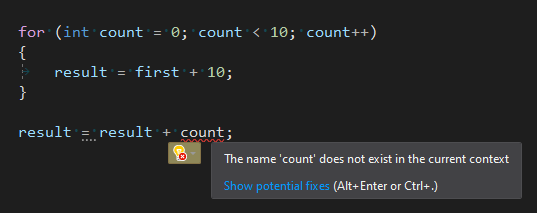 for (int count = 0; count < 10; count++)
{
    result = first + 10;
}
result = result + count;
The name 'count' does not exist in the current context
Show potential fixes (Alt+Enter or Ctrl+.)